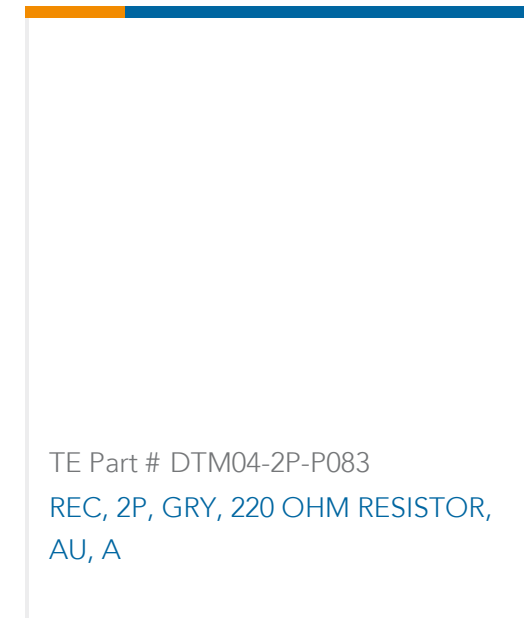 TE Part # DTM04-2P-P083
REC, 2P, GRY, 220 OHM RESISTOR,
AU, A